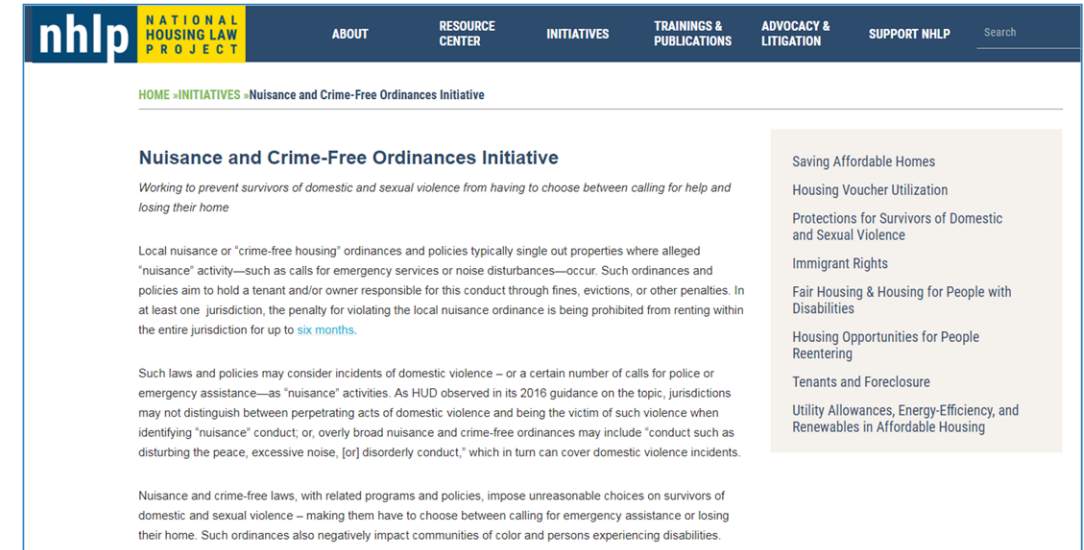 nhlp NATIONAL
HOUSING LAW
PROJECT
ABOUT
RESOURCE
CENTER
INITIATIVES
TRAININGS &
PUBLICATIONS
ADVOCACY &
LITIGATION
SUPPORT NHLP
Search
HOME »INITIATIVES »Nuisance and Crime-Free Ordinances Initiative
Nuisance and Crime-Free Ordinances Initiative
Working to prevent survivors of domestic and sexual violence from having to choose between calling for help and
losing their home
Local nuisance or “crime-free housing” ordinances and policies typically single out properties where alleged
“nuisance” activity—such as calls for emergency services or noise disturbances—occur. Such ordinances and
policies aim to hold a tenant and/or owner responsible for this conduct through fines, evictions, or other penalties. In
at least one jurisdiction, the penalty for violating the local nuisance ordinance is being prohibited from renting within
the entire jurisdiction for up to six months.
Such laws and policies may consider incidents of domestic violence – or a certain number of calls for police or
emergency assistance—as “nuisance” activities. As HUD observed in its 2016 guidance on the topic, jurisdictions
may not distinguish between perpetrating acts of domestic violence and being the victim of such violence when
identifying “nuisance” conduct; or, overly broad nuisance and crime-free ordinances may include “conduct such as
disturbing the peace, excessive noise, [or] disorderly conduct,” which in turn can cover domestic violence incidents.
Nuisance and crime-free laws, with related programs and policies, impose unreasonable choices on survivors of
domestic and sexual violence – making them have to choose between calling for emergency assistance or losing
their home. Such ordinances also negatively impact communities of color and persons experiencing disabilities.
Saving Affordable Homes
Housing Voucher Utilization
Protections for Survivors of Domestic
and Sexual Violence
Immigrant Rights
Fair Housing & Housing for People with
Disabilities
Housing Opportunities for People
Reentering
Tenants and Foreclosure
Utility Allowances, Energy-Efficiency, and
Renewables in Affordable Housing